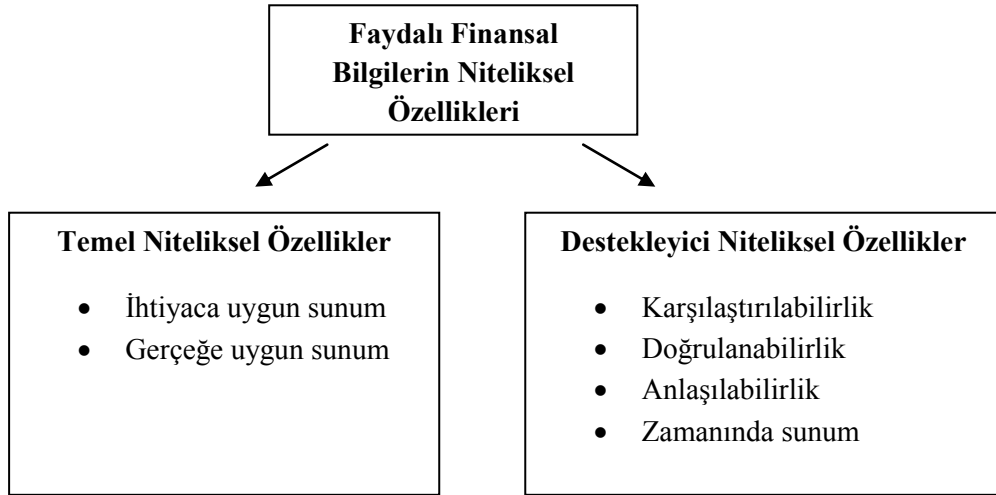 Faydalı Finansal
Bilgilerin Niteliksel
Özellikleri
Temel Niteliksel Özellikler
• İhtiyaca uygun sunum
• Gerçeğe uygun sunum
Destekleyici Niteliksel Özellikler
• Karşılaştırılabilirlik
• Doğrulanabilirlik
• Anlaşılabilirlik
• Zamanında sunum